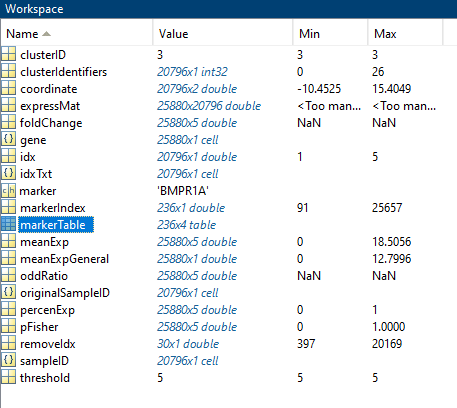 Workspace
Name Value Min Max
clusterID 3 3 3
clusterIdentifiers 20796x1 int32 0 26
coordinate 20796x2 double -10.4525 15.4049
expressMat 25880x20796 double <Too man... <Too man...
foldChange 25880x5 double NaN NaN
gene 25880x1 cell
idx 20796x1 double 1 5
idxTxt 20796x1 cell
ch marker 'BMPR1A'
markerIndex 236x1 double 91 25657
markerTable 236x4 table
meanExp 25880x5 double 0 18.5056
meanExpGeneral 25880x1 double 0 12.7996
oddRatio 25880x5 double NaN NaN
originalSampleID 20796x1 cell
percenExp 25880x5 double 0 1
pFisher 25880x5 double 0 1.0000
removeIdx 30x1 double 397 20169
sampleID 20796x1 cell
threshold 5 5 5